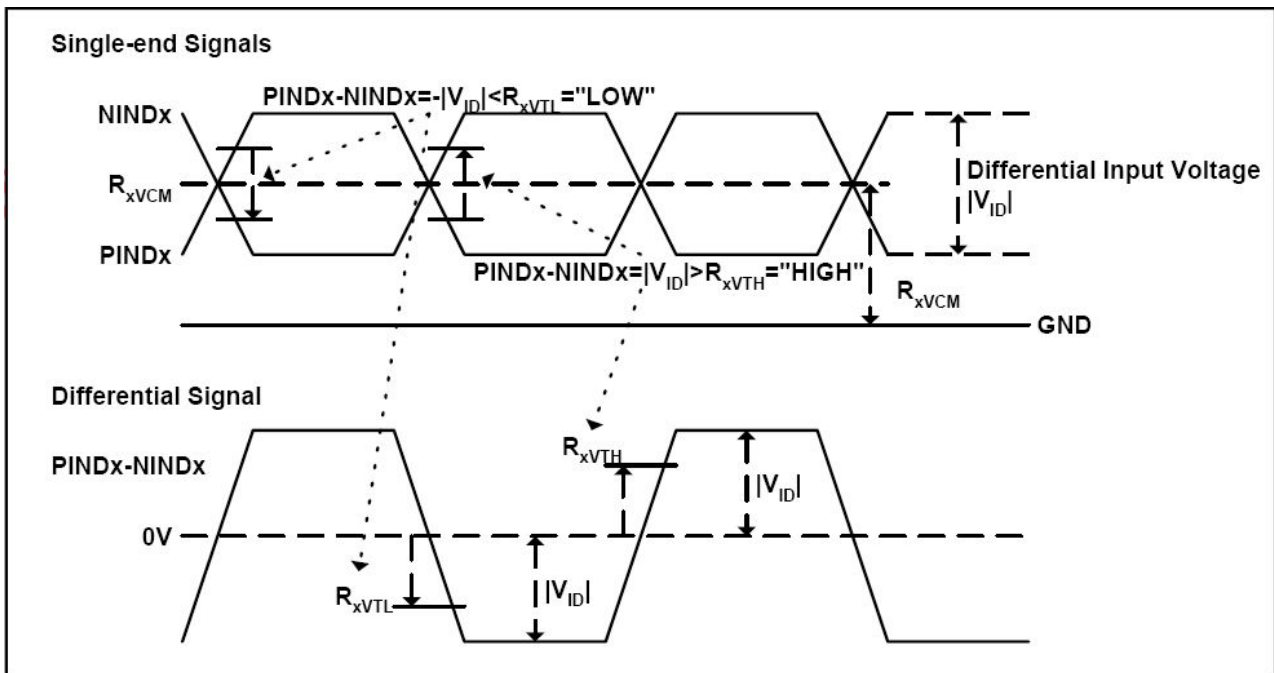 Single-end Signals
PINDx-NINDx=-|VID|<RxVTL="LOW"
NINDx
Differential Input Voltage
|VID|
RxVCM
PINDx
PINDx-NINDx=|VID|>RxVTH="HIGH"
RxVCM
GND
Differential Signal
RxVTH
PINDx-NINDx
|VID|
0V
|VID|
RxVTL